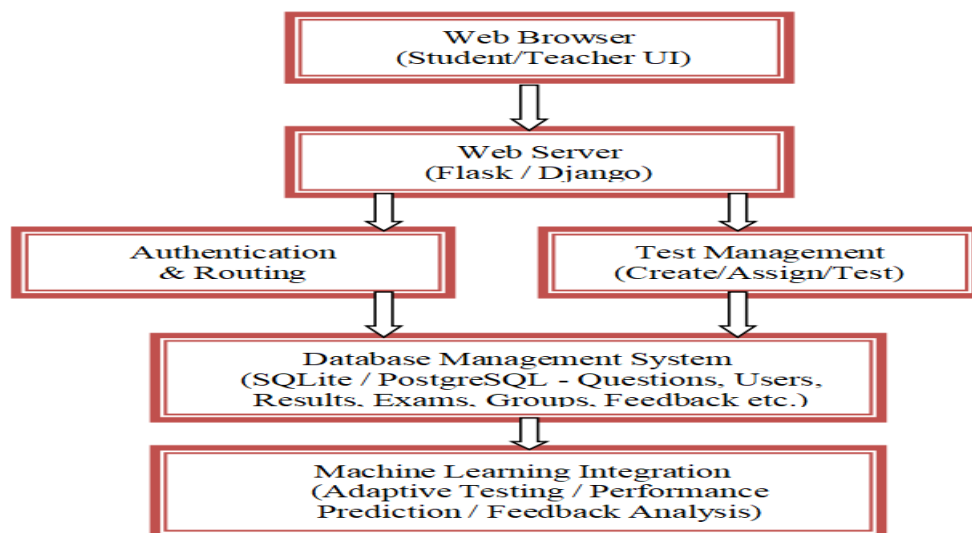 Web Browser
(Student/Teacher UI)
Web Server
(Flask / Django)
Authentication
& Routing
Test Management
(Create/Assign/Test)
Database Management System
(SQLite / PostgreSQL - Questions, Users,
Results, Exams, Groups, Feedback etc.)
Machine Learning Integration
(Adaptive Testing / Performance
Prediction / Feedback Analysis)